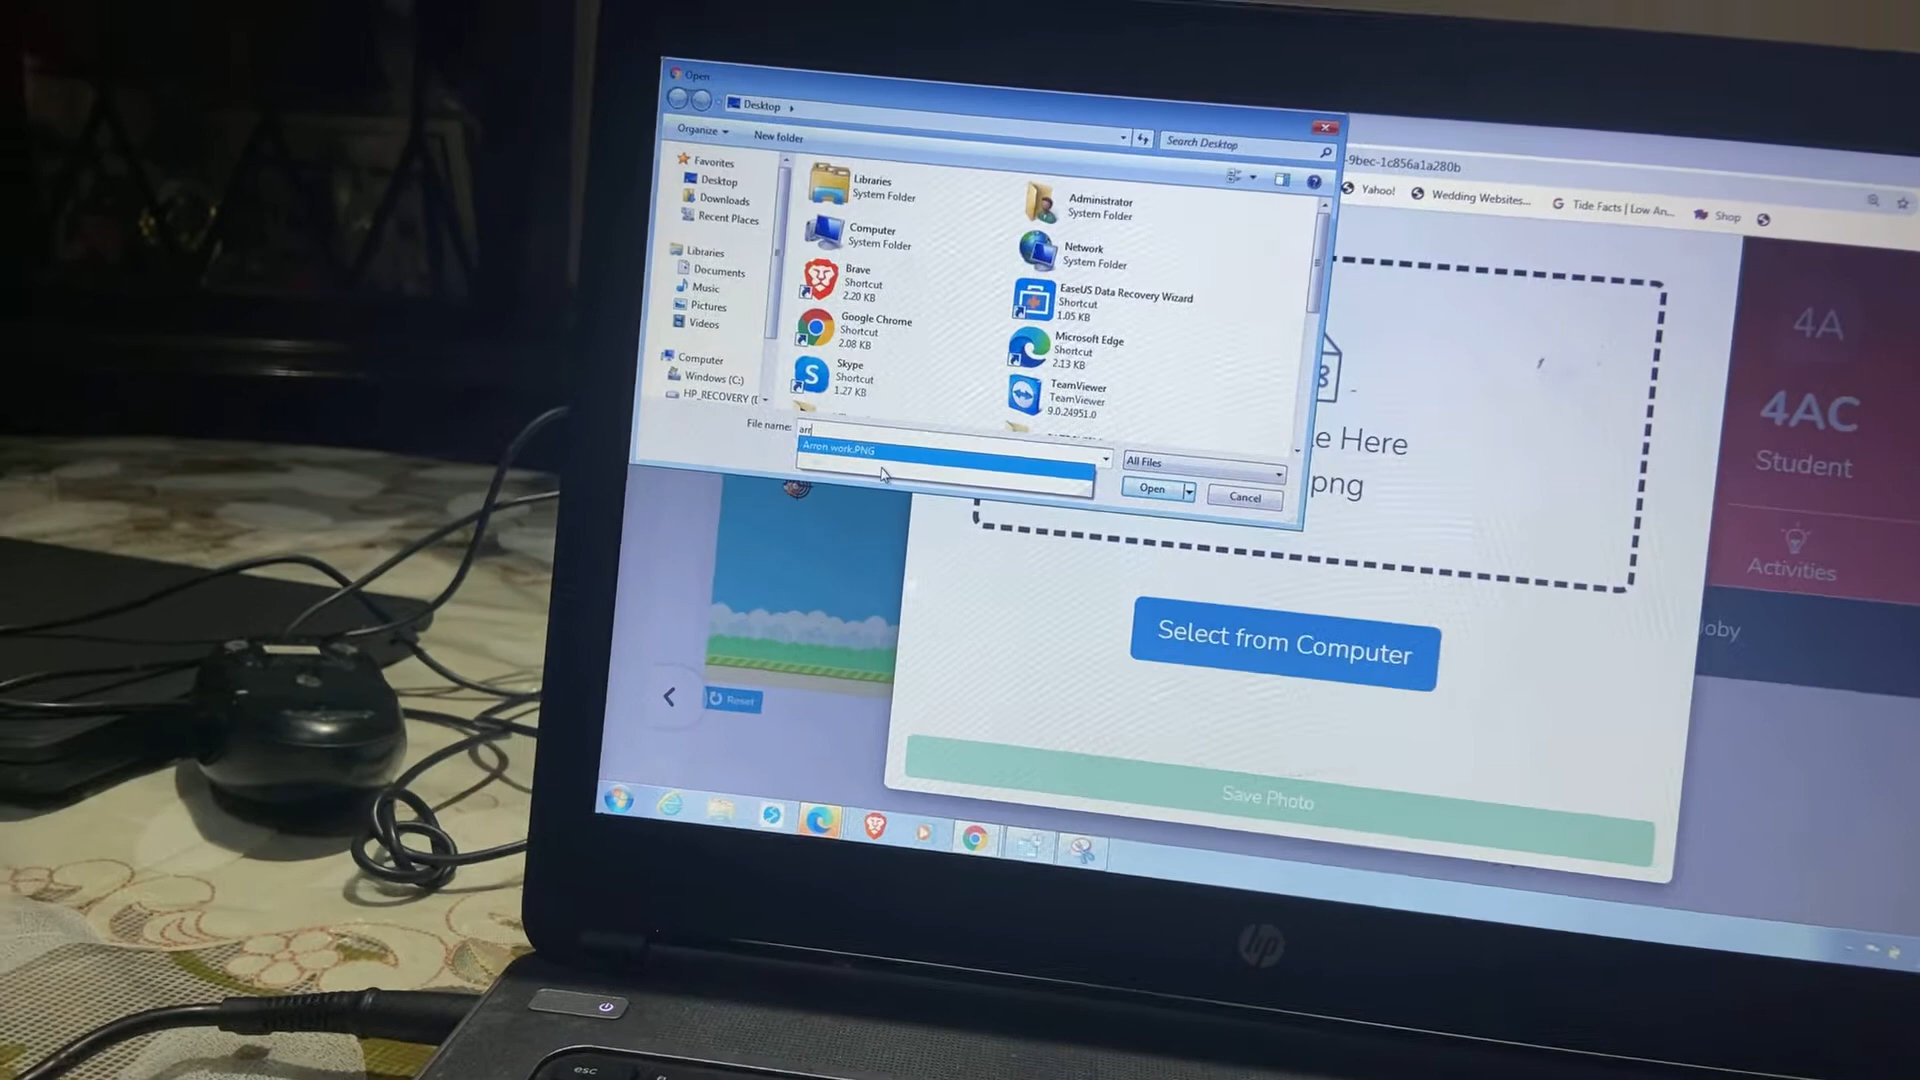 Open
Desktop
Search Desktop
Organize
New folder
Favorites
Desktop
Downloads
Recent Places
Libraries
Documents
Music
Pictures
Videos
Computer
Windows (C:)
HP_RECOVERY (
Libraries
System Folder
Administrator
System Folder
Computer
System Folder
Network
System Folder
Brave
Shortcut
2.20 KB
EaseUS Data Recovery Wizard
Shortcut
1.05 KB
Google Chrome
Shortcut
2.08 KB
Microsoft Edge
Shortcut
2.13 KB
Skype
Shortcut
1.27 KB
TeamViewer
TeamViewer
9.0.24951.0
File name:
arr
Arron work.PNG
All Files
Open
Cancel
-9bec-1c856a1a280b
Yahoo!
Wedding Websites...
Tide Facts | Low An...
Shop
e Here
png
Select from Computer
Save Photo
Reset
4A
4AC
Student
Activities
oby
hp
esc